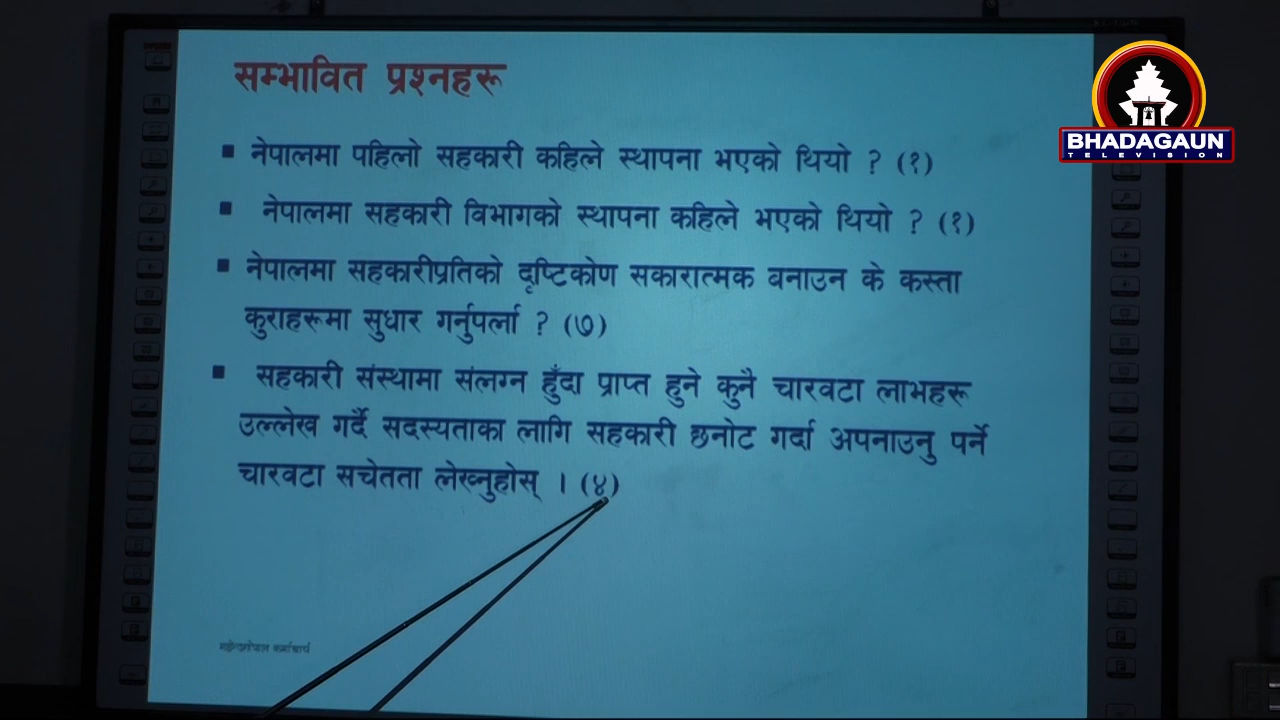 सम्भावित प्रश्नहरू
BHADAGAUN
TELEVISION
▪ नेपालमा पहिलो सहकारी कहिले स्थापना भएको थियो ? (१)
▪ नेपालमा सहकारी विभागको स्थापना कहिले भएको थियो ? (१)
▪ नेपालमा सहकारीप्रतिको दृष्टिकोण सकारात्मक बनाउन के कस्ता
कुराहरूमा सुधार गर्नुपर्ला ? (७)
▪ सहकारी संस्थामा संलग्न हुँदा प्राप्त हुने कुनै चारवटा लाभहरू
उल्लेख गर्दै सदस्यताका लागि सहकारी छनोट गर्दा अपनाउनु पर्ने
चारवटा सचेतता लेख्नुहोस् । (४)